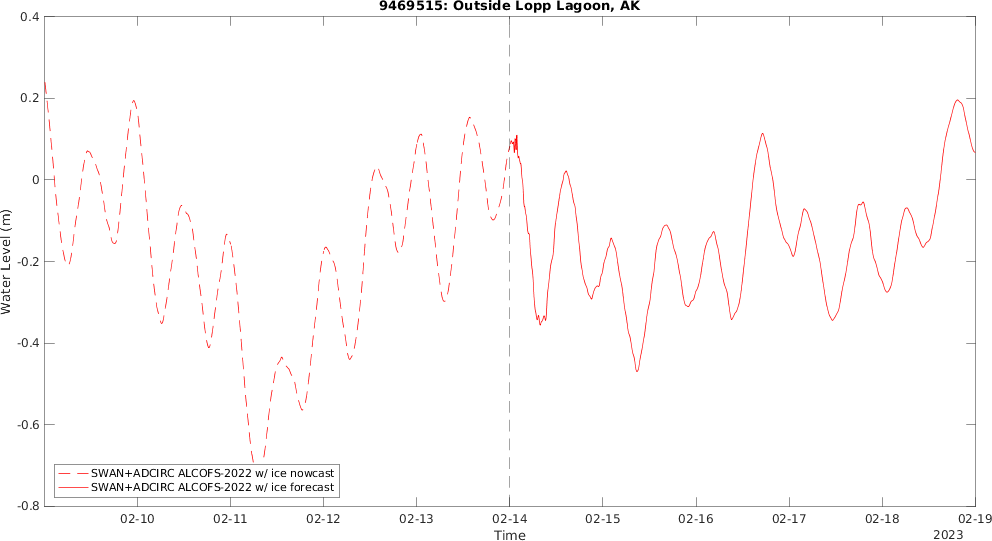 9469515: Outside Lopp Lagoon, AK
0.4
0.2
0
-0.2
-0.4
-0.6
-0.8
Water Level (m)
SWAN+ADCIRC ALCOFS-2022 w/ ice nowcast
SWAN+ADCIRC ALCOFS-2022 w/ ice forecast
02-10 02-11 02-12 02-13 02-14 02-15 02-16 02-17 02-18 02-19
Time
2023